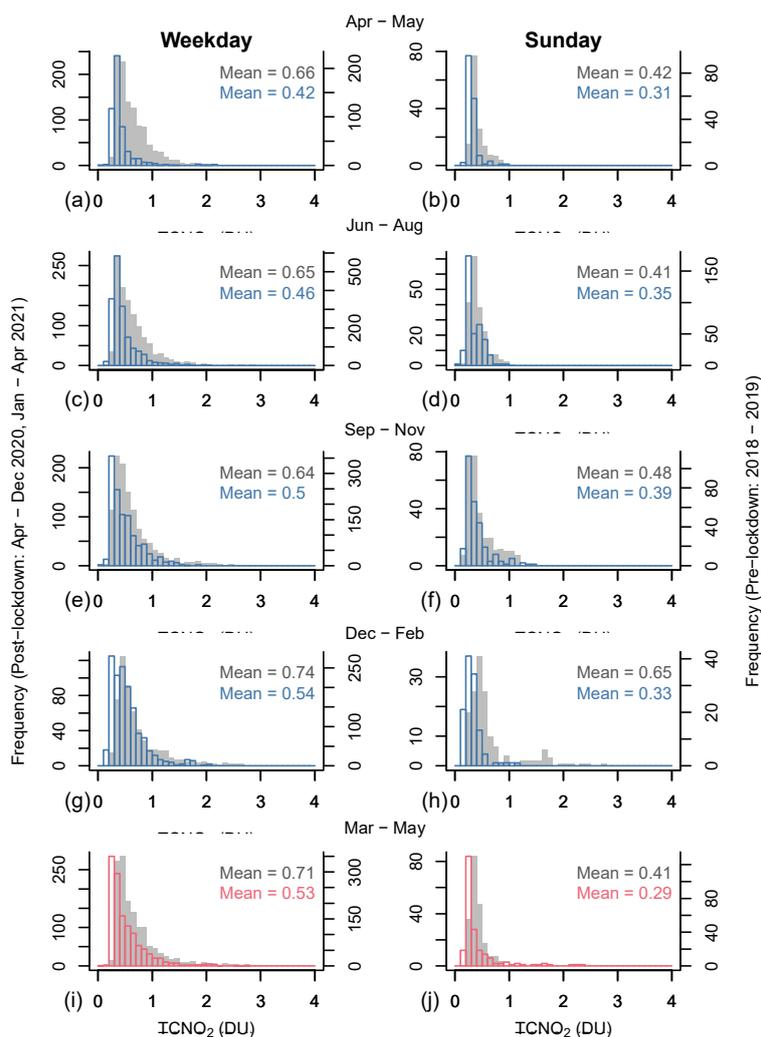 Apr − May
Weekday
Sunday
Mean = 0.66
Mean = 0.42
0 100 200
0 100 200
(a) 0 1 2 3 4
Mean = 0.42
Mean = 0.31
0 40 80
0 40 80
(b) 0 1 2 3 4
Jun − Aug
Mean = 0.65
Mean = 0.46
0 100 250
0 200 500
(c) 0 1 2 3 4
Mean = 0.41
Mean = 0.35
0 20 50
0 50 150
(d) 0 1 2 3 4
Sep − Nov
Mean = 0.64
Mean = 0.5
0 100 200
0 150 300
(e) 0 1 2 3 4
Mean = 0.48
Mean = 0.39
0 40 80
0 40 80
(f) 0 1 2 3 4
Dec − Feb
Mean = 0.74
Mean = 0.54
0 40 80
0 100 250
(g) 0 1 2 3 4
Mean = 0.65
Mean = 0.33
0 10 30
0 20 40
(h) 0 1 2 3 4
Mar − May
Mean = 0.71
Mean = 0.53
0 100 250
0 150 300
(i) 0 1 2 3 4
TCNO₂ (DU)
Mean = 0.41
Mean = 0.29
0 40 80
0 40 80
(j) 0 1 2 3 4
TCNO₂ (DU)
Frequency (Post−lockdown: Apr − Dec 2020, Jan − Apr 2021)
Frequency (Pre−lockdown: 2018 − 2019)